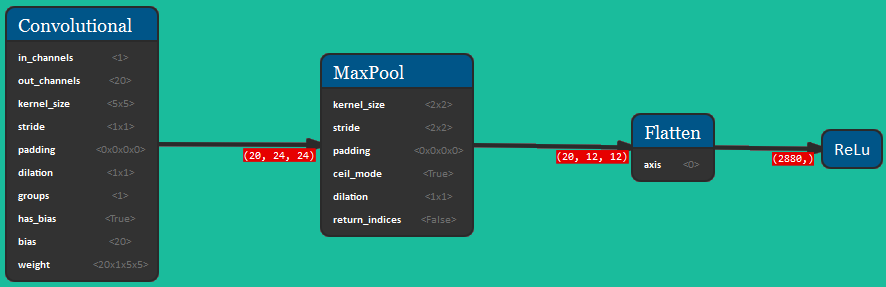 Convolutional
in_channels <1>
out_channels <20>
kernel_size <5x5>
stride <1x1>
padding <0x0x0x0>
dilation <1x1>
groups <1>
has_bias <True>
bias <20>
weight <20x1x5x5>
(20, 24, 24)
MaxPool
kernel_size <2x2>
stride <2x2>
padding <0x0x0x0>
ceil_mode <True>
dilation <1x1>
return_indices <False>
(20, 12, 12)
Flatten
axis <0>
(2880,)
ReLu